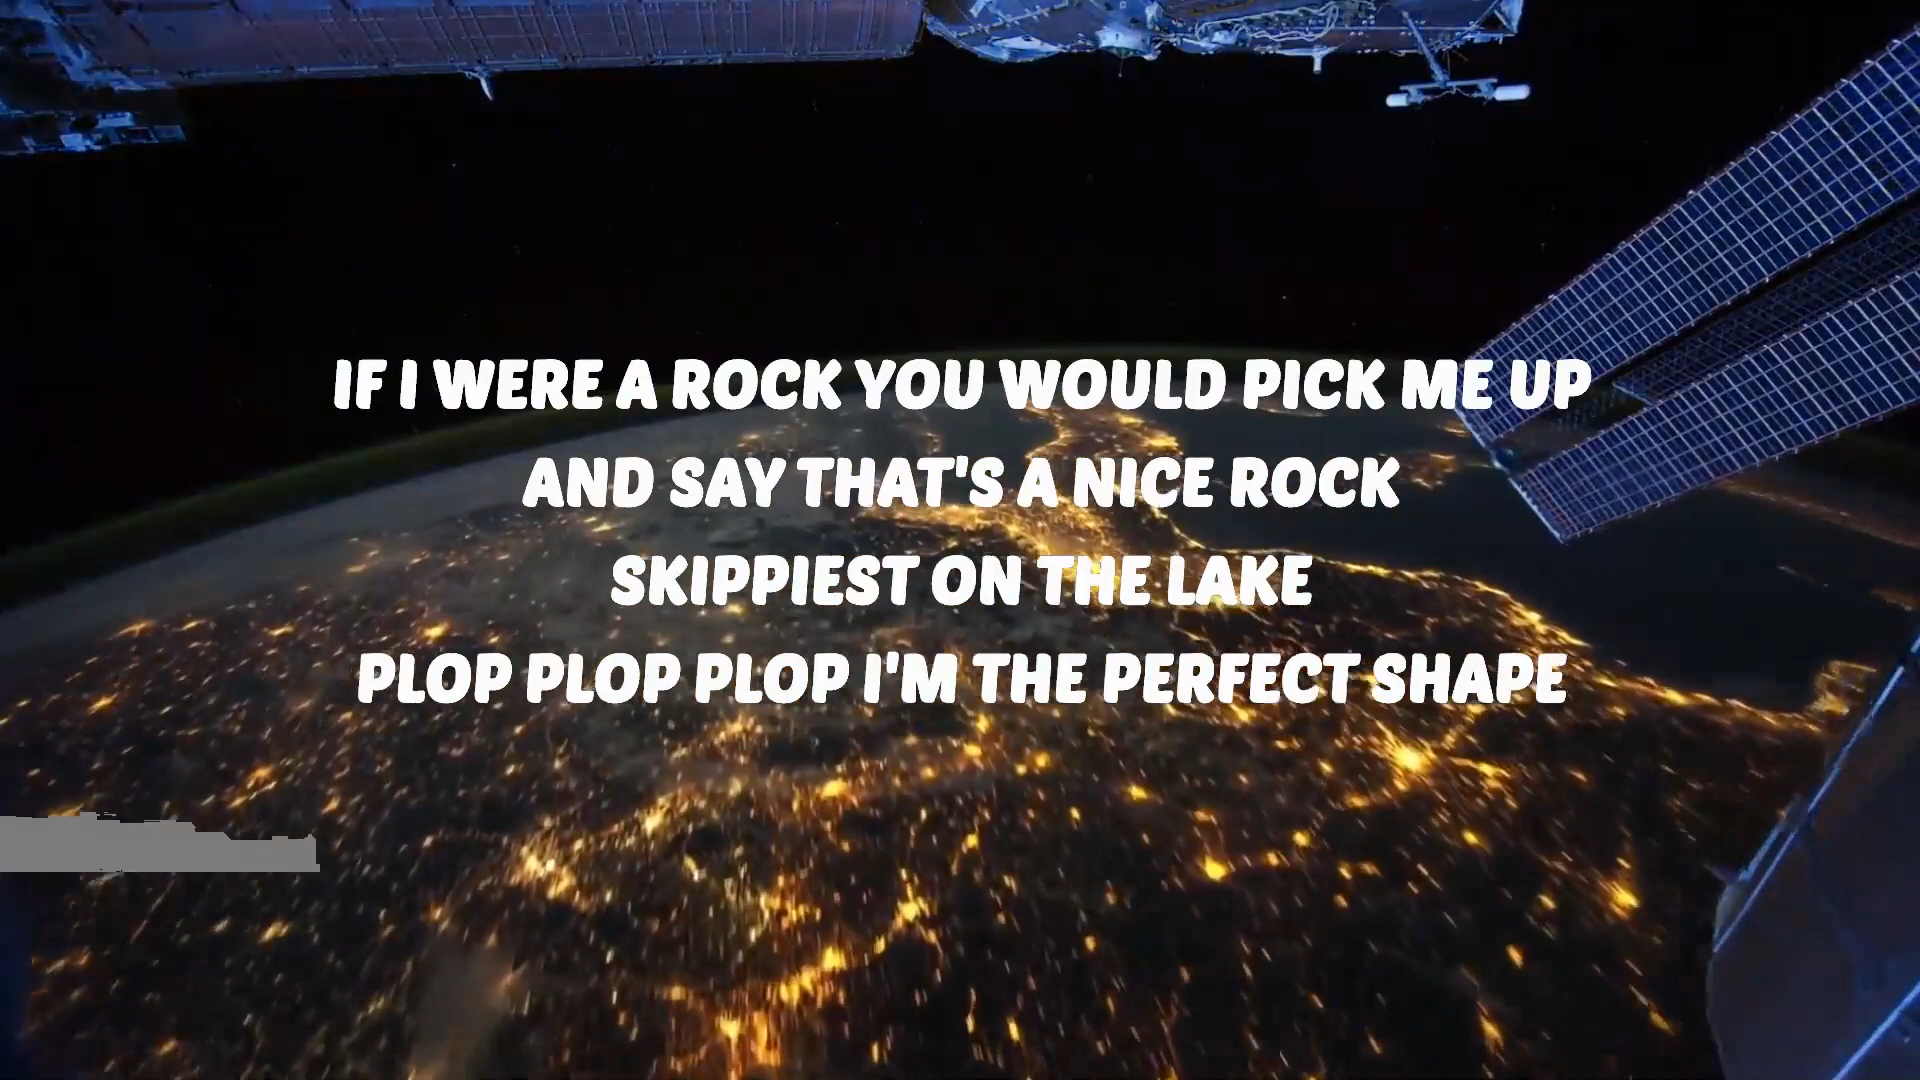 IF I WERE A ROCK YOU WOULD PICK ME UP
AND SAY THAT'S A NICE ROCK
SKIPPIEST ON THE LAKE
PLOP PLOP PLOP I'M THE PERFECT SHAPE